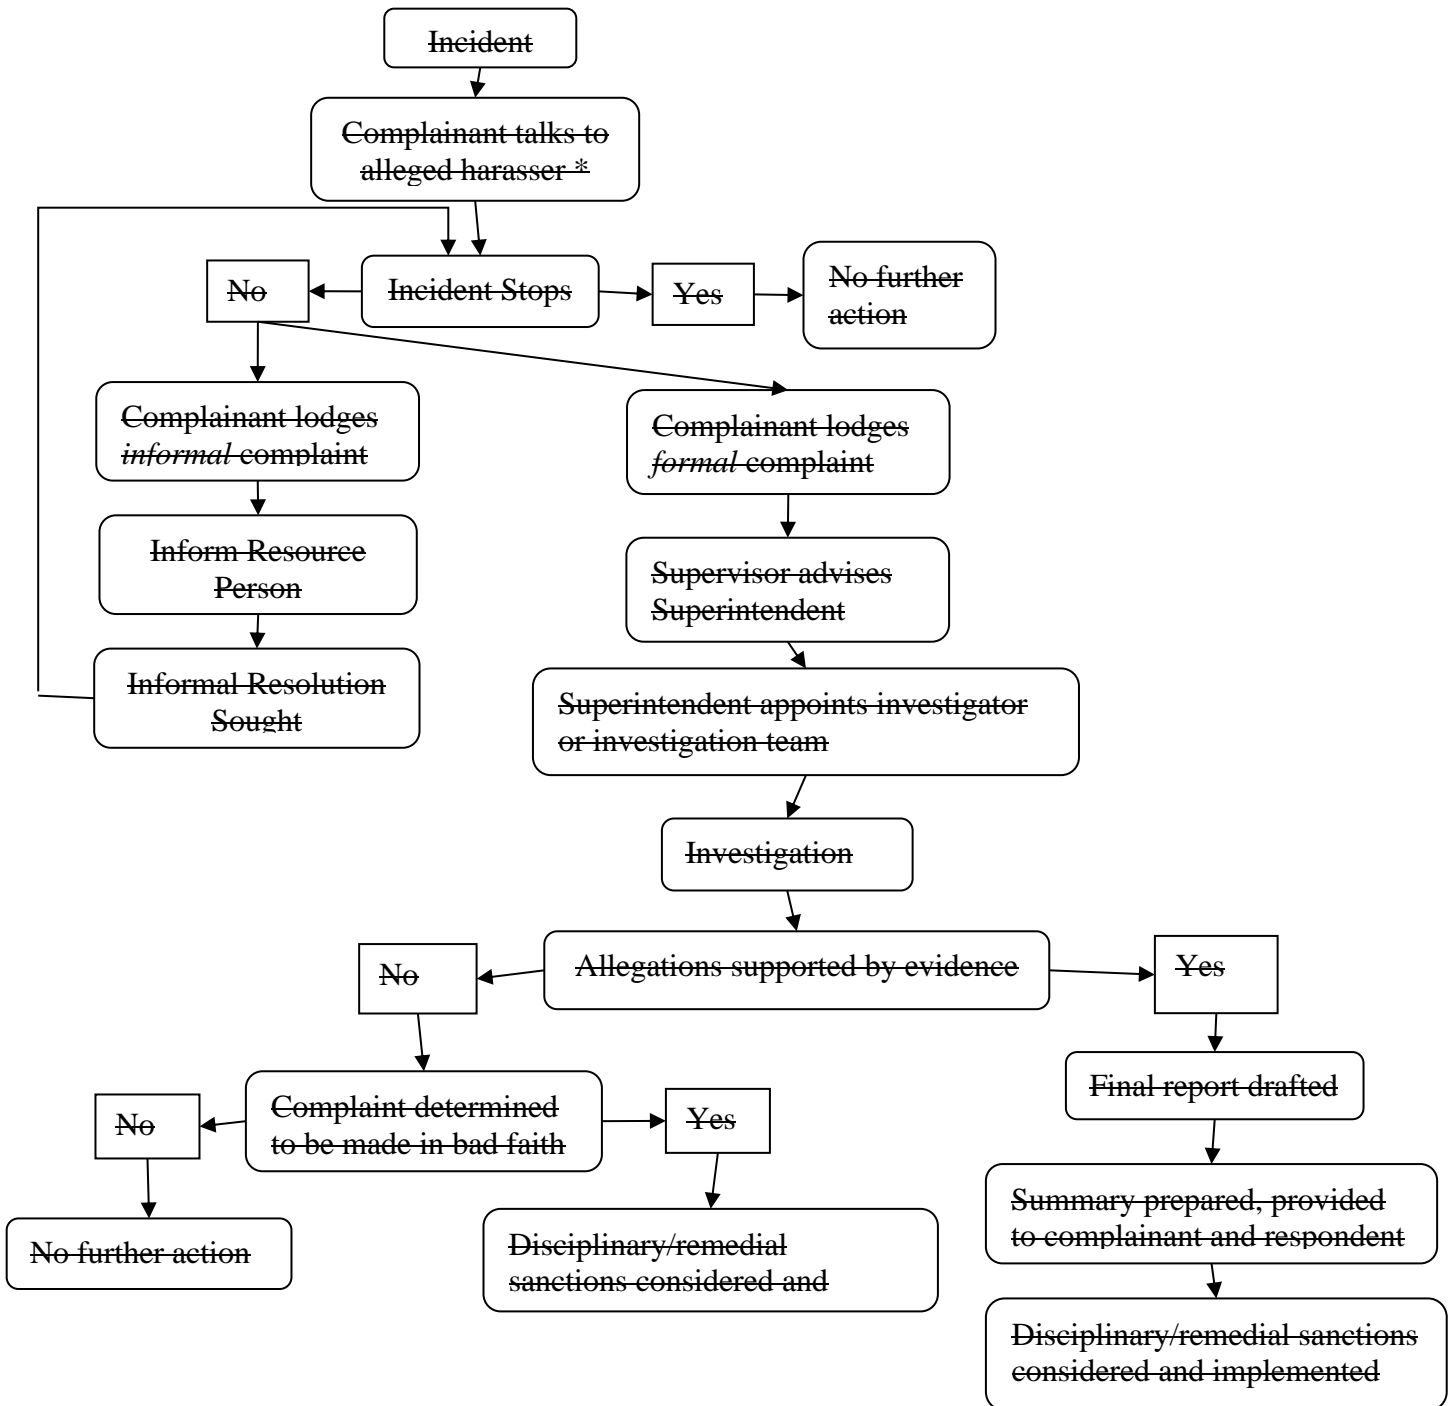 Incident
Complainant talks to
alleged harasser *
No
Incident Stops
Yes
No further
action
Complainant lodges
informal complaint
Complainant lodges
formal complaint
Inform Resource
Person
Supervisor advises
Superintendent
Informal Resolution
Sought
Superintendent appoints investigator
or investigation team
Investigation
No
Allegations supported by evidence
Yes
Final report drafted
No
Complaint determined
to be made in bad faith
Yes
Summary prepared, provided
to complainant and respondent
No further action
Disciplinary/remedial
sanctions considered and
Disciplinary/remedial sanctions
considered and implemented